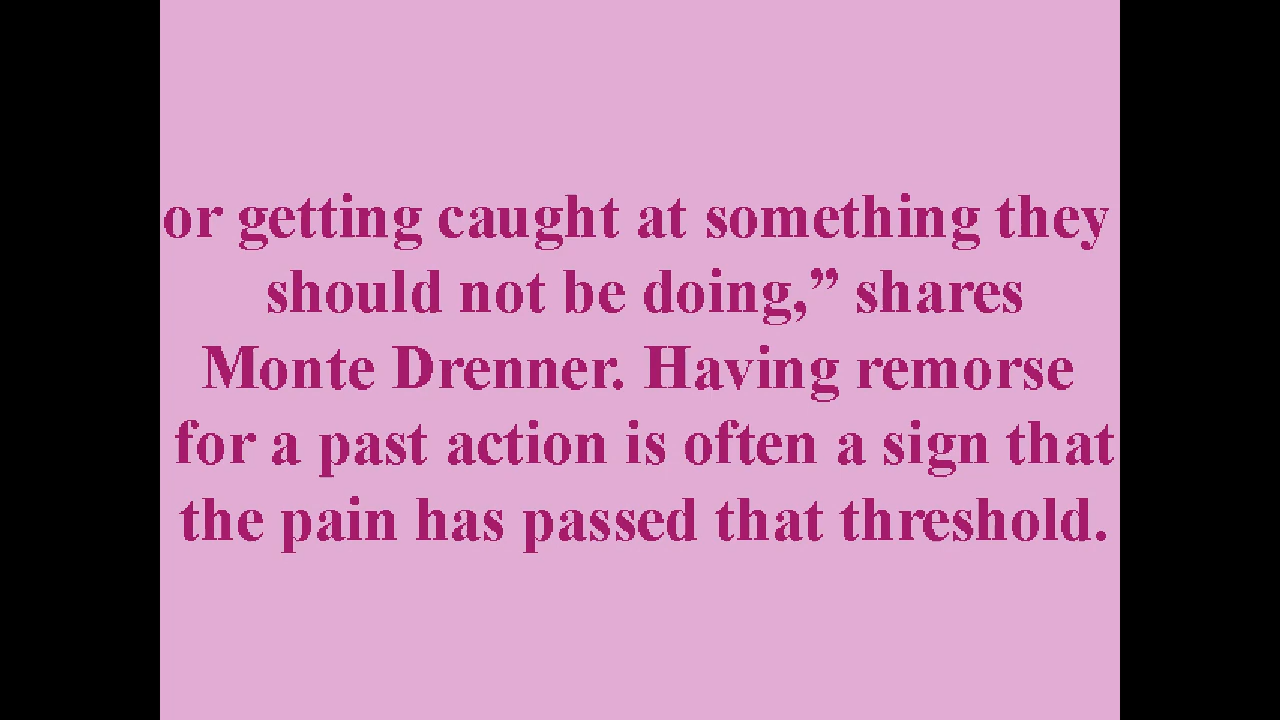 or getting caught at something they
should not be doing,” shares
Monte Drenner. Having remorse
for a past action is often a sign that
the pain has passed that threshold.